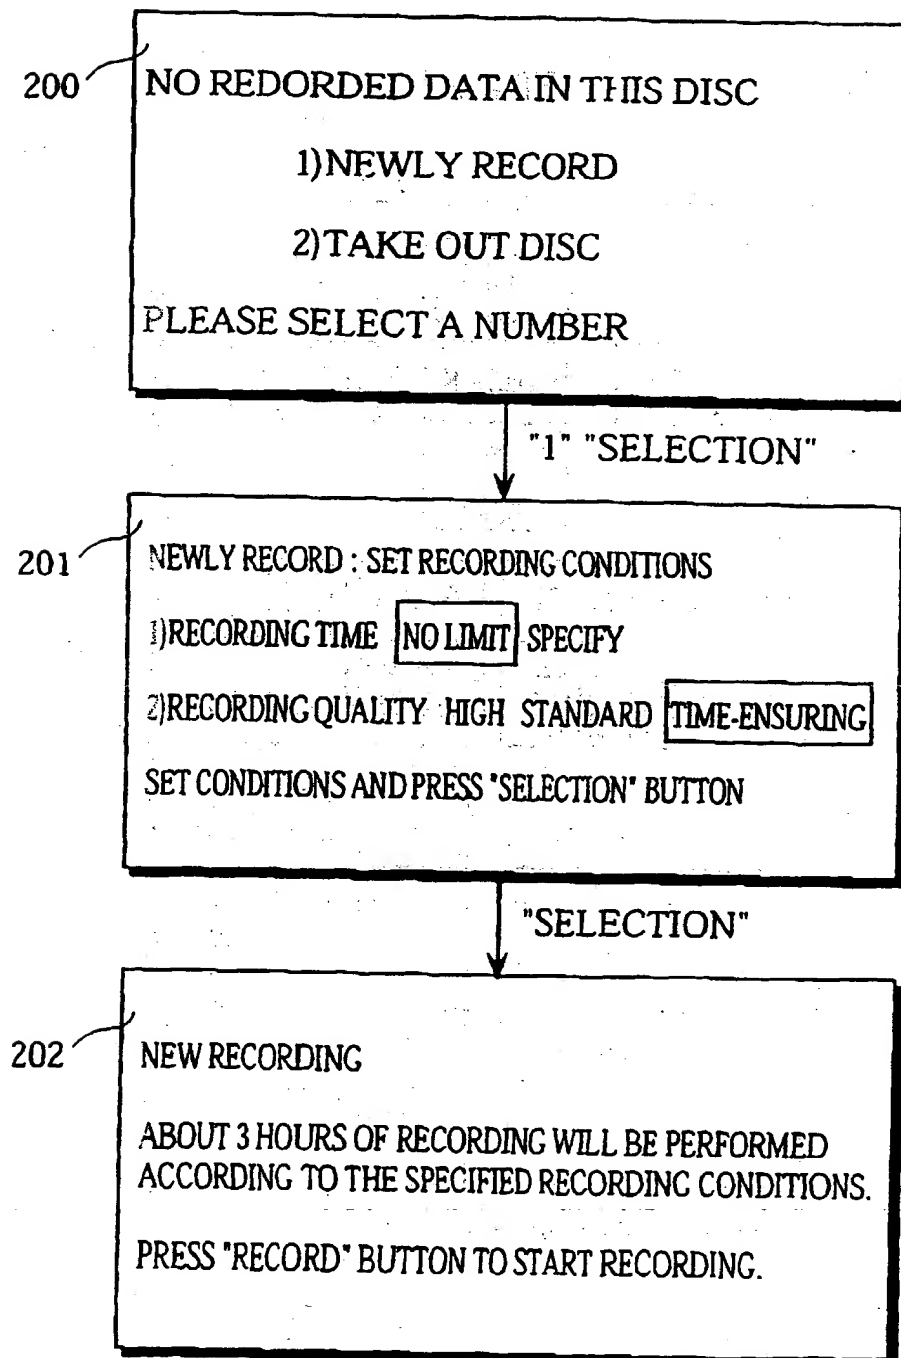 200
NO REDORDED DATA IN THIS DISC
1)NEWLY RECORD
2)TAKE OUT DISC
PLEASE SELECT A NUMBER
"1" "SELECTION"
201
NEWLY RECORD : SET RECORDING CONDITIONS
1)RECORDING TIME NO LIMIT SPECIFY
2)RECORDING QUALITY HIGH STANDARD TIME-ENSURING
SET CONDITIONS AND PRESS "SELECTION" BUTTON
"SELECTION"
202
NEW RECORDING
ABOUT 3 HOURS OF RECORDING WILL BE PERFORMED
ACCORDING TO THE SPECIFIED RECORDING CONDITIONS.
PRESS "RECORD" BUTTON TO START RECORDING.